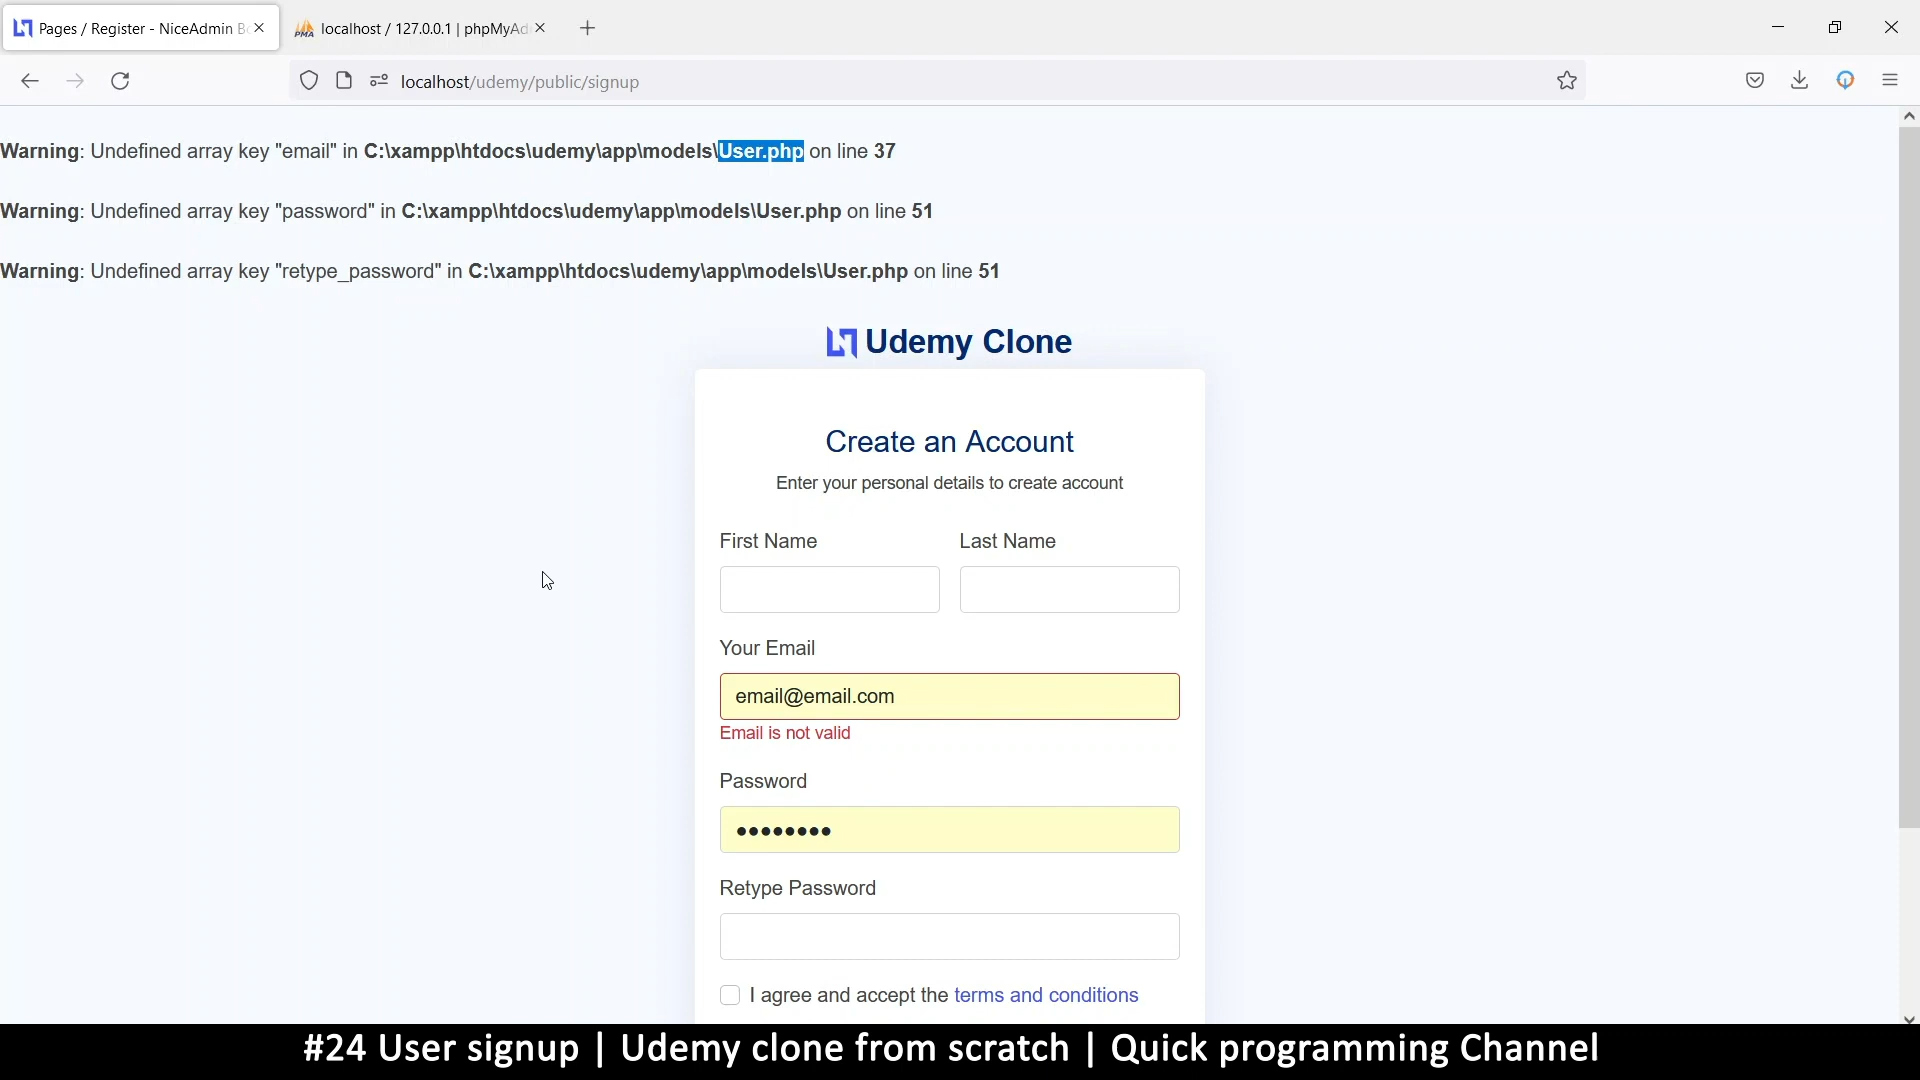 Pages / Register - NiceAdmin B
localhost / 127.0.0.1 | phpMyAd
localhost/udemy/public/signup
Warning: Undefined array key "email" in C:\xampp\htdocs\udemy\app\models\User.php on line 37
Warning: Undefined array key "password" in C:\xampp\htdocs\udemy\app\models\User.php on line 51
Warning: Undefined array key "retype_password" in C:\xampp\htdocs\udemy\app\models\User.php on line 51
Udemy Clone
Create an Account
Enter your personal details to create account
First Name
Last Name
Your Email
email@email.com
Email is not valid
Password
Retype Password
I agree and accept the terms and conditions
#24 User signup | Udemy clone from scratch | Quick programming Channel